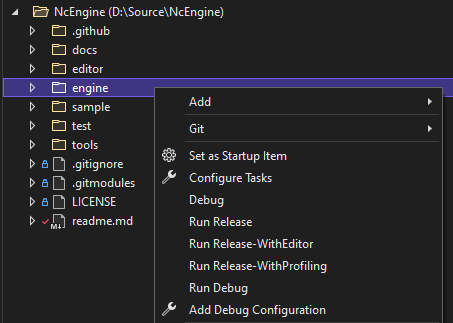 NcEngine (D:\Source\NcEngine)
.github
docs
editor
engine
sample
test
tools
.gitignore
.gitmodules
LICENSE
readme.md
Add
Git
Set as Startup Item
Configure Tasks
Debug
Run Release
Run Release-WithEditor
Run Release-WithProfiling
Run Debug
Add Debug Configuration